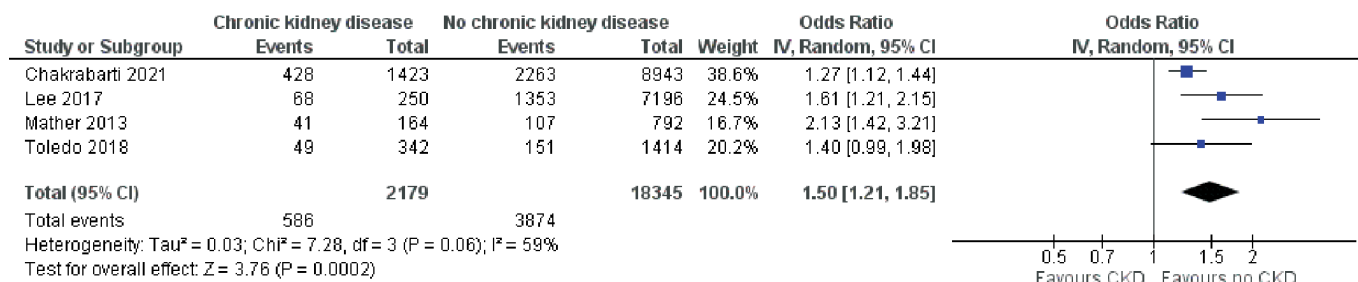 Chronic kidney disease No chronic kidney disease Odds Ratio Odds Ratio
Study or Subgroup Events Total Events Total Weight IV, Random, 95% CI IV, Random, 95% CI
Chakrabarti 2021 428 1423 2263 8943 38.6% 1.27 [1.12, 1.44]
Lee 2017 68 250 1353 7196 24.5% 1.61 [1.21, 2.15]
Mather 2013 41 164 107 792 16.7% 2.13 [1.42, 3.21]
Toledo 2018 49 342 151 1414 20.2% 1.40 [0.99, 1.98]
Total (95% CI) 2179 18345 100.0% 1.50 [1.21, 1.85]
Total events 586 3874
Heterogeneity: Tau² = 0.03; Chi² = 7.28, df = 3 (P = 0.06); I² = 59%
Test for overall effect: Z = 3.76 (P = 0.0002)
0.5 0.7 1 1.5 2
Favours CKD Favours no CKD